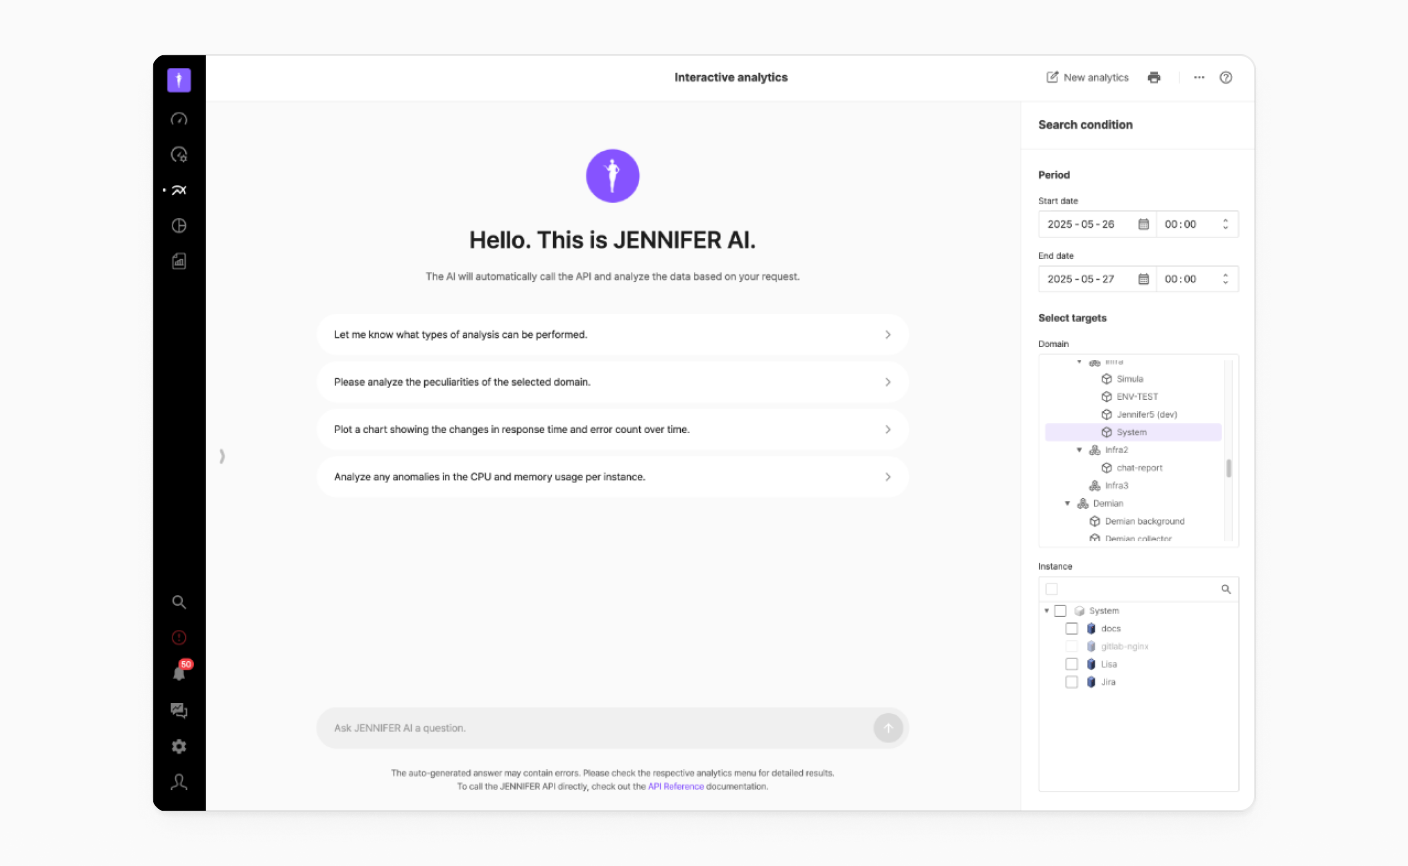 Interactive analytics
New analytics
Search condition
Period
Start date
2025 - 05 - 26 00 : 00
End date
2025 - 05 - 27 00 : 00
Select targets
Domain
Infra
Simula
ENV-TEST
Jennifer5 (dev)
System
Infra2
chat-report
Infra3
Demian
Demian background
Demian collector
Instance
System
docs
gitlab-nginx
Lisa
Jira
Hello. This is JENNIFER AI.
The AI will automatically call the API and analyze the data based on your request.
Let me know what types of analysis can be performed.
Please analyze the peculiarities of the selected domain.
Plot a chart showing the changes in response time and error count over time.
Analyze any anomalies in the CPU and memory usage per instance.
50
Ask JENNIFER AI a question.
The auto-generated answer may contain errors. Please check the respective analytics menu for detailed results.
To call the JENNIFER API directly, check out the API Reference documentation.